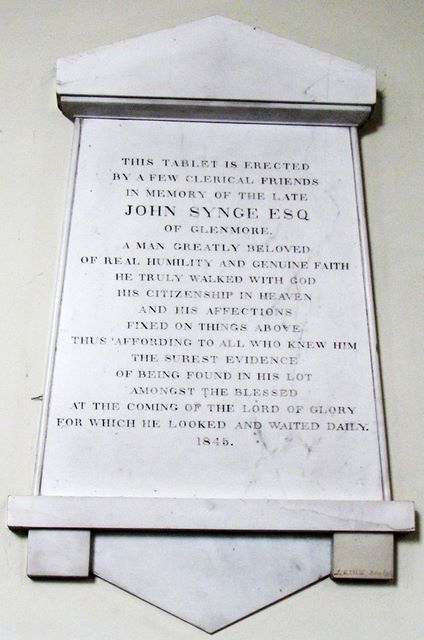 THIS TABLET IS ERECTED
BY A FEW CLERICAL FRIENDS
IN MEMORY OF THE LATE
JOHN SYNGE ESQ
OF GLENMORE.
A MAN GREATLY BELOVED
OF REAL HUMILITY AND GENUINE FAITH
HE TRULY WALKED WITH GOD
HIS CITIZENSHIP IN HEAVEN
AND HIS AFFECTIONS
FIXED ON THINGS ABOVE
THUS AFFORDING TO ALL WHO KNEW HIM
THE SUREST EVIDENCE
OF BEING FOUND IN HIS LOT
AMONGST THE BLESSED
AT THE COMING OF THE LORD OF GLORY
FOR WHICH HE LOOKED AND WAITED DAILY.
1845.